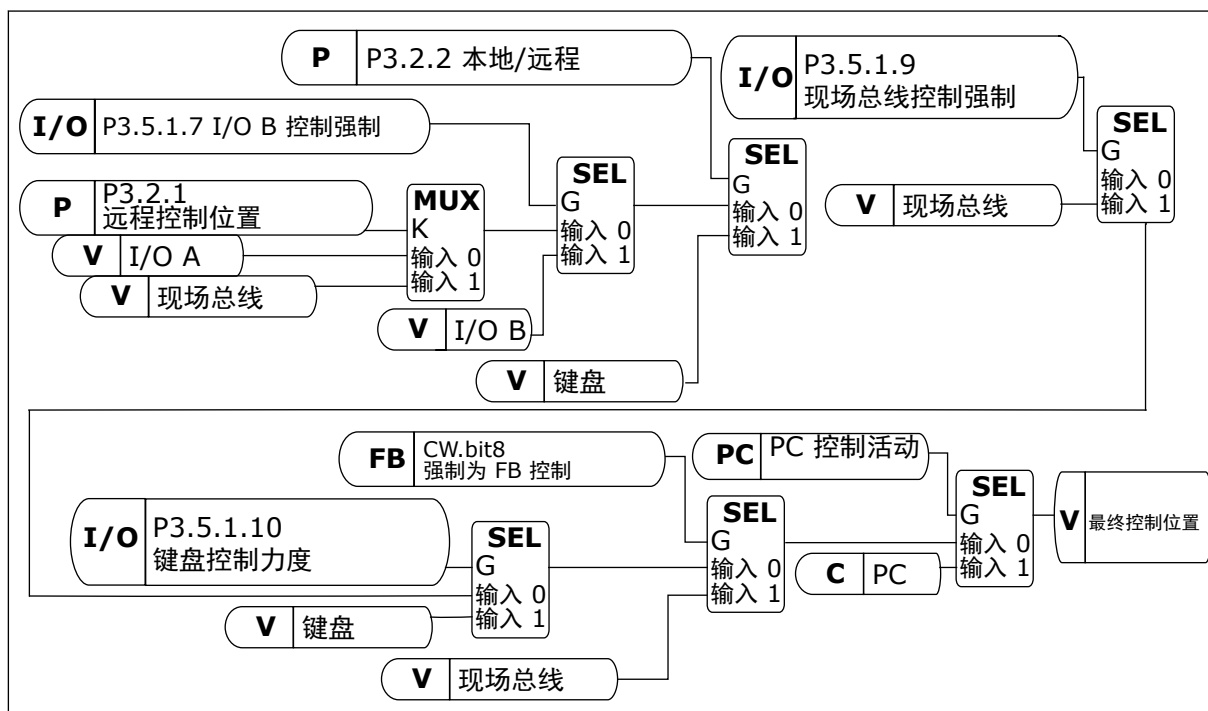 P P3.2.2 本地/远程
I/O P3.5.1.9
现场总线控制强制
I/O P3.5.1.7 I/O B 控制强制
SEL
G
输入 0
输入 1
P P3.2.1
远程控制位置
MUX
K
输入 0
输入 1
SEL
G
输入 0
输入 1
SEL
G
输入 0
输入 1
V 现场总线
V I/O A
V 现场总线
V I/O B
V 键盘
FB CW.bit8
强制为 FB 控制
PC PC 控制活动
I/O P3.5.1.10
键盘控制力度
SEL
G
输入 0
输入 1
SEL
G
输入 0
输入 1
SEL
G
输入 0
输入 1
V 最终控制位置
C PC
V 键盘
V 现场总线